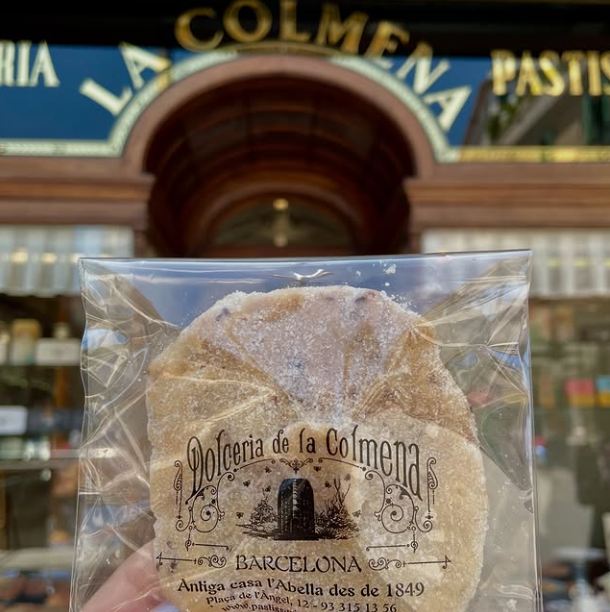 RIA
LA COLMENA
PASTIS
Dolceria de la Colmena
BARCELONA
Antiga casa l'Abella des de 1849
Plaça de l'Àngel, 12 - 93 315 13 56